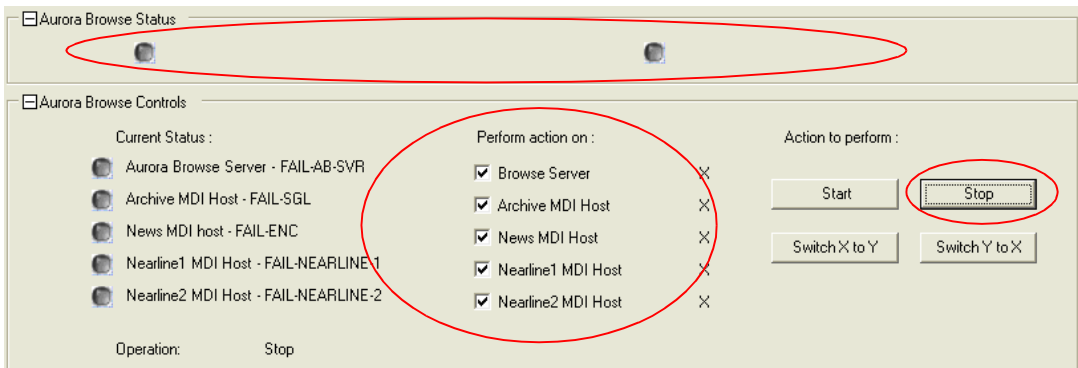 Aurora Browse Status
Aurora Browse Controls
Current Status :
Perform action on :
Action to perform :
Aurora Browse Server - FAIL-AB-SVR
Browse Server X
Archive MDI Host - FAIL-SGL
Archive MDI Host X
News MDI host - FAIL-ENC
News MDI Host X
Nearline1 MDI Host - FAIL-NEARLINE-1
Nearline1 MDI Host X
Nearline2 MDI Host - FAIL-NEARLINE-2
Nearline2 MDI Host X
Start
Stop
Switch X to Y
Switch Y to X
Operation: Stop